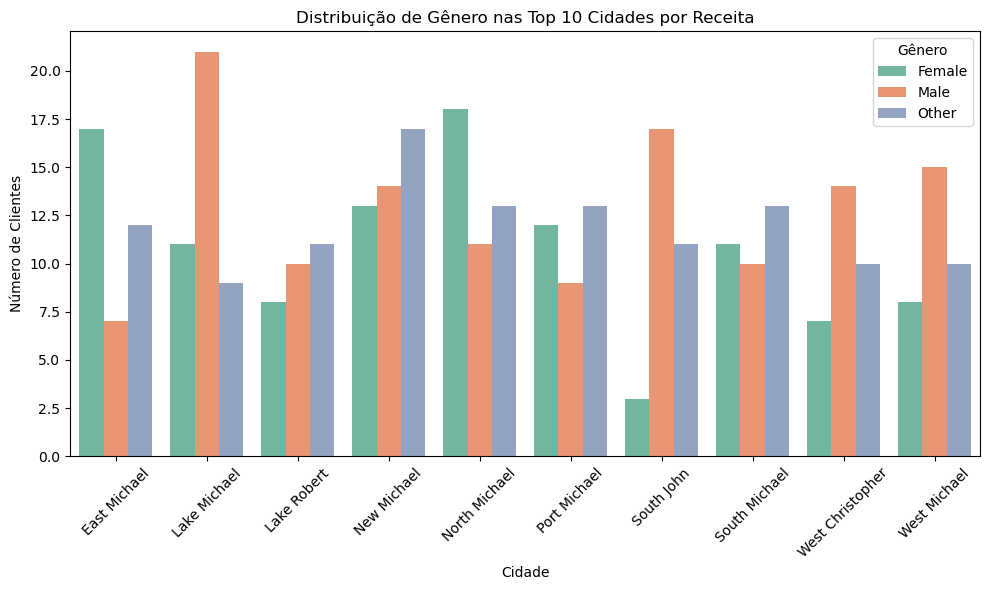 Distribuição de Gênero nas Top 10 Cidades por Receita
Gênero
Female
Male
Other
Número de Clientes
20.0
17.5
15.0
12.5
10.0
7.5
5.0
2.5
0.0
East Michael
Lake Michael
Lake Robert
New Michael
North Michael
Port Michael
South John
South Michael
West Christopher
West Michael
Cidade